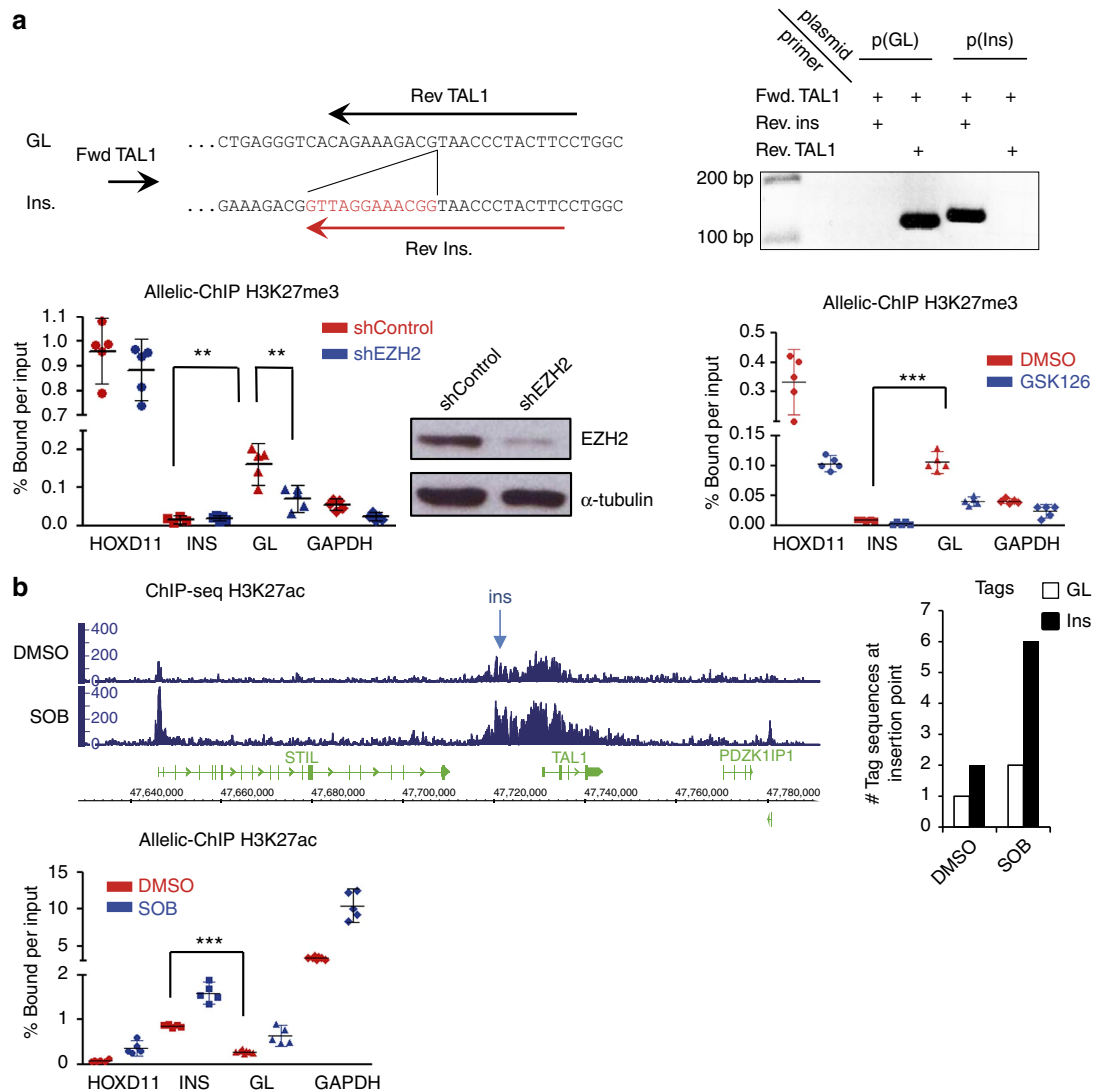 a
Rev TAL1
GL
...CTGAGGGTCACAGAAAGACGTAACCCTACTTCCTGGC
Fwd TAL1
Ins.
...GAAAGACGGTTAGGAAACGGTAACCCTACTTCCTGGC
Rev Ins.
plasmid
primer
p(GL) p(Ins)
Fwd. TAL1 + + + +
Rev. ins + +
Rev. TAL1 + +
200 bp
100 bp
Allelic-ChIP H3K27me3
% Bound per input
1.1
1.0
0.9
0.8
0.7
0.2
0.1
0.0
** **
shControl
shEZH2
HOXD11 INS GL GAPDH
shControl shEZH2
EZH2
α-tubulin
Allelic-ChIP H3K27me3
% Bound per input
0.5
0.4
0.3
0.2
0.15
0.10
0.05
0.00
***
DMSO
GSK126
HOXD11 INS GL GAPDH
b
ChIP-seq H3K27ac
ins
DMSO
400
200
0
SOB
400
200
0
STIL TAL1 PDZK1IP1
47,640,000 47,660,000 47,680,000 47,700,000 47,720,000 47,740,000 47,760,000 47,780,000
Tags
GL
Ins
# Tag sequences at
insertion point
7
6
5
4
3
2
1
0
DMSO SOB
Allelic-ChIP H3K27ac
% Bound per input
15
10
5
2
1
0
DMSO
SOB
***
HOXD11 INS GL GAPDH